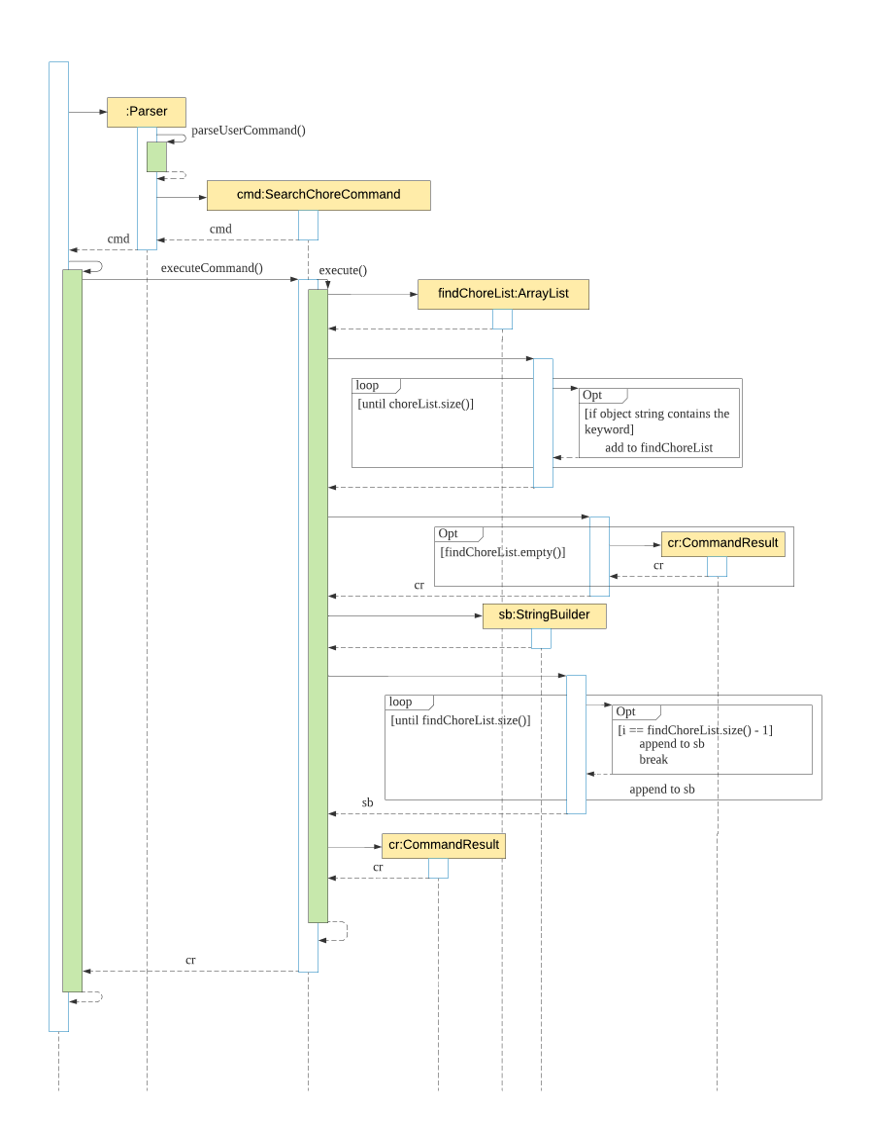 :Parser
parseUserCommand()
cmd:SearchChoreCommand
cmd
cmd
executeCommand()
execute()
findChoreList:ArrayList
loop
[until choreList.size()]
Opt
[if object string contains the
keyword]
add to findChoreList
Opt
[findChoreList.empty()]
cr:CommandResult
cr
cr
sb:StringBuilder
loop
[until findChoreList.size()]
Opt
[i == findChoreList.size() - 1]
append to sb
break
append to sb
sb
cr:CommandResult
cr
cr